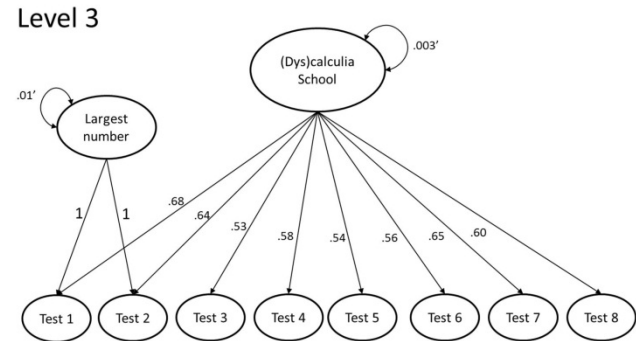 Level 3
(Dys)calculia
School
.003'
.01'
Largest
number
1
1
.68
.64
.53
.58
.54
.56
.65
.60
Test 1
Test 2
Test 3
Test 4
Test 5
Test 6
Test 7
Test 8